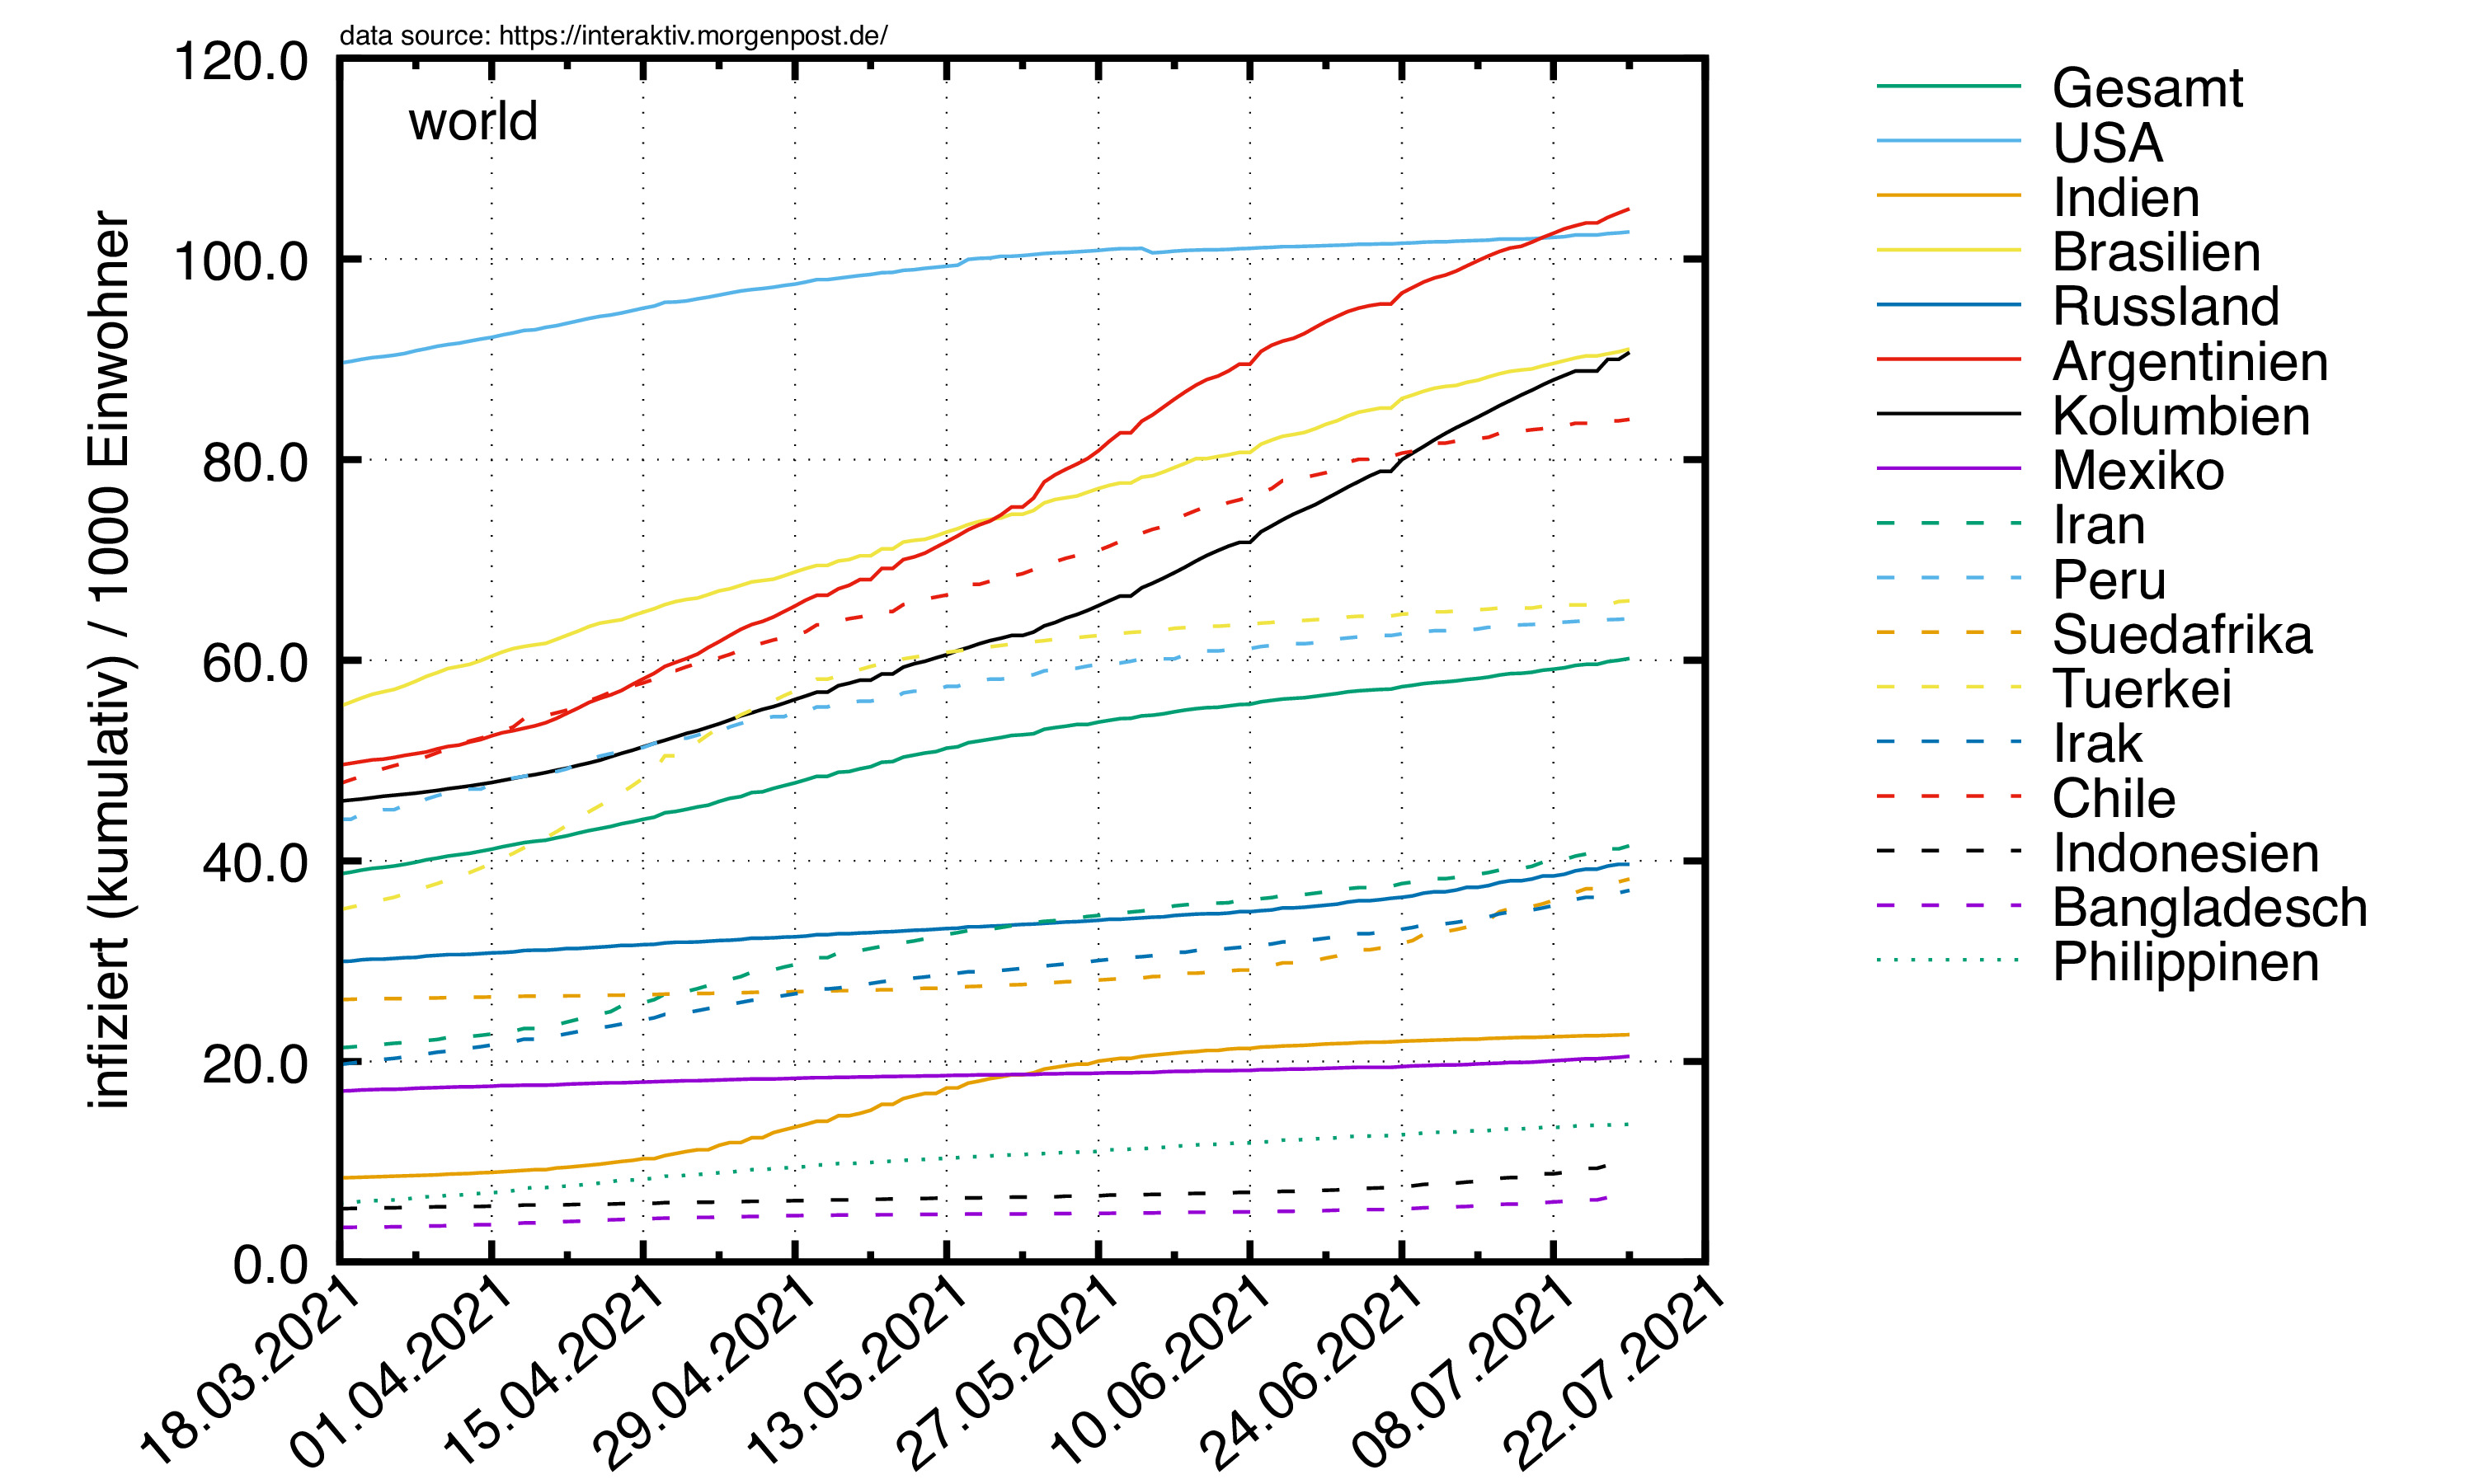 data source: https://interaktiv.morgenpost.de/
120.0
100.0
80.0
60.0
40.0
20.0
0.0
infiziert (kumulativ) / 1000 Einwohner
world
18.03.2021
01.04.2021
15.04.2021
29.04.2021
13.05.2021
27.05.2021
10.06.2021
24.06.2021
08.07.2021
22.07.2021
Gesamt
USA
Indien
Brasilien
Russland
Argentinien
Kolumbien
Mexiko
Iran
Peru
Suedafrika
Tuerkei
Irak
Chile
Indonesien
Bangladesch
Philippinen